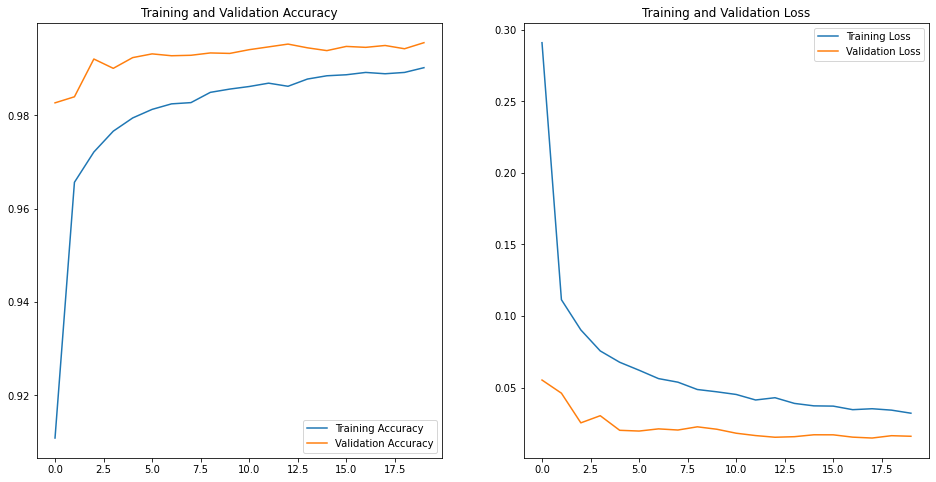 Training and Validation Accuracy
0.98
0.96
0.94
0.92
0.0 2.5 5.0 7.5 10.0 12.5 15.0 17.5
Training Accuracy
Validation Accuracy
Training and Validation Loss
0.30
0.25
0.20
0.15
0.10
0.05
0.0 2.5 5.0 7.5 10.0 12.5 15.0 17.5
Training Loss
Validation Loss